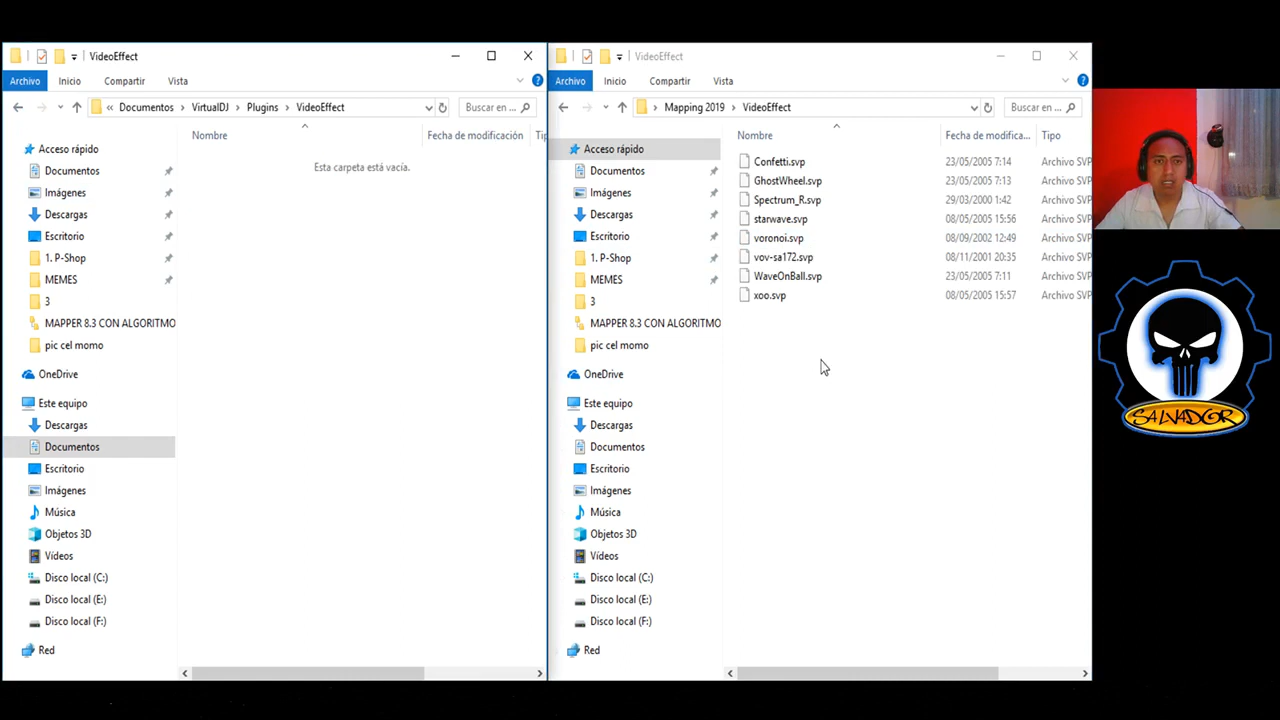 VideoEffect
Archivo
Inicio
Compartir
Vista
« Documentos > VirtualDJ > Plugins > VideoEffect
Buscar en ...
Nombre
Fecha de modificación
Tip
Esta carpeta está vacía.
Acceso rápido
Documentos
Imágenes
Descargas
Escritorio
1. P-Shop
MEMES
3
MAPPER 8.3 CON ALGORITMO
pic cel momo
OneDrive
Este equipo
Descargas
Documentos
Escritorio
Imágenes
Música
Objetos 3D
Vídeos
Disco local (C:)
Disco local (E:)
Disco local (F:)
Red
VideoEffect
Archivo
Inicio
Compartir
Vista
> Mapping 2019 > VideoEffect
Buscar en ...
Nombre
Fecha de modifica...
Tipo
Confetti.svp 23/05/2005 7:14 Archivo SVP
GhostWheel.svp 23/05/2005 7:13 Archivo SVP
Spectrum_R.svp 29/03/2000 1:42 Archivo SVP
starwave.svp 08/05/2005 15:56 Archivo SVP
voronoi.svp 08/09/2002 12:49 Archivo SVP
vov-sa172.svp 08/11/2001 20:35 Archivo SVP
WaveOnBall.svp 23/05/2005 7:11 Archivo SVP
xoo.svp 08/05/2005 15:57 Archivo SVP
Acceso rápido
Documentos
Imágenes
Descargas
Escritorio
1. P-Shop
MEMES
3
MAPPER 8.3 CON ALGORITMO
pic cel momo
OneDrive
Este equipo
Descargas
Documentos
Escritorio
Imágenes
Música
Objetos 3D
Vídeos
Disco local (C:)
Disco local (E:)
Disco local (F:)
Red
SALVADOR